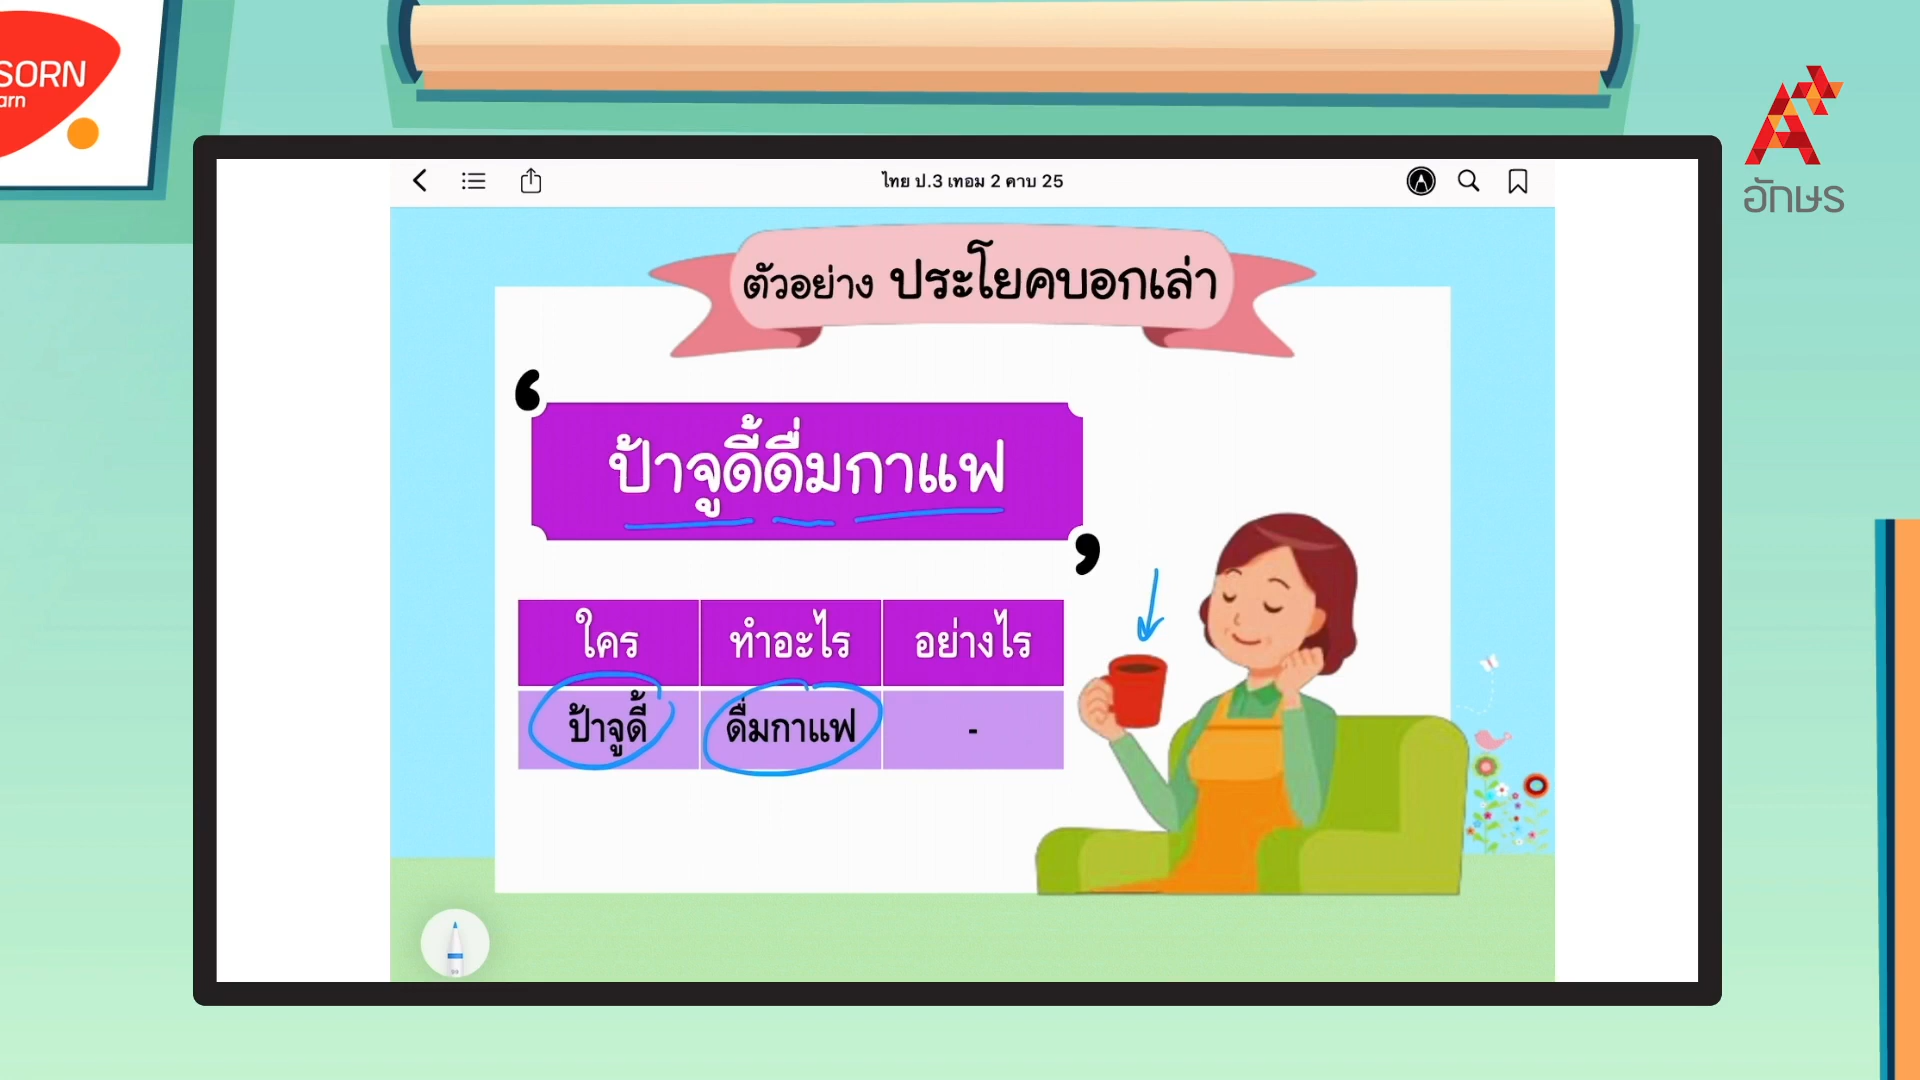 SORN
arn
อักษร
ไทย ป.3 เทอม 2 คาบ 25
ตัวอย่าง ประโยคบอกเล่า
‘ป้าจูดี้ดื่มกาแฟ’
ใคร ทำอะไร อย่างไร
ป้าจูดี้ ดื่มกาแฟ -